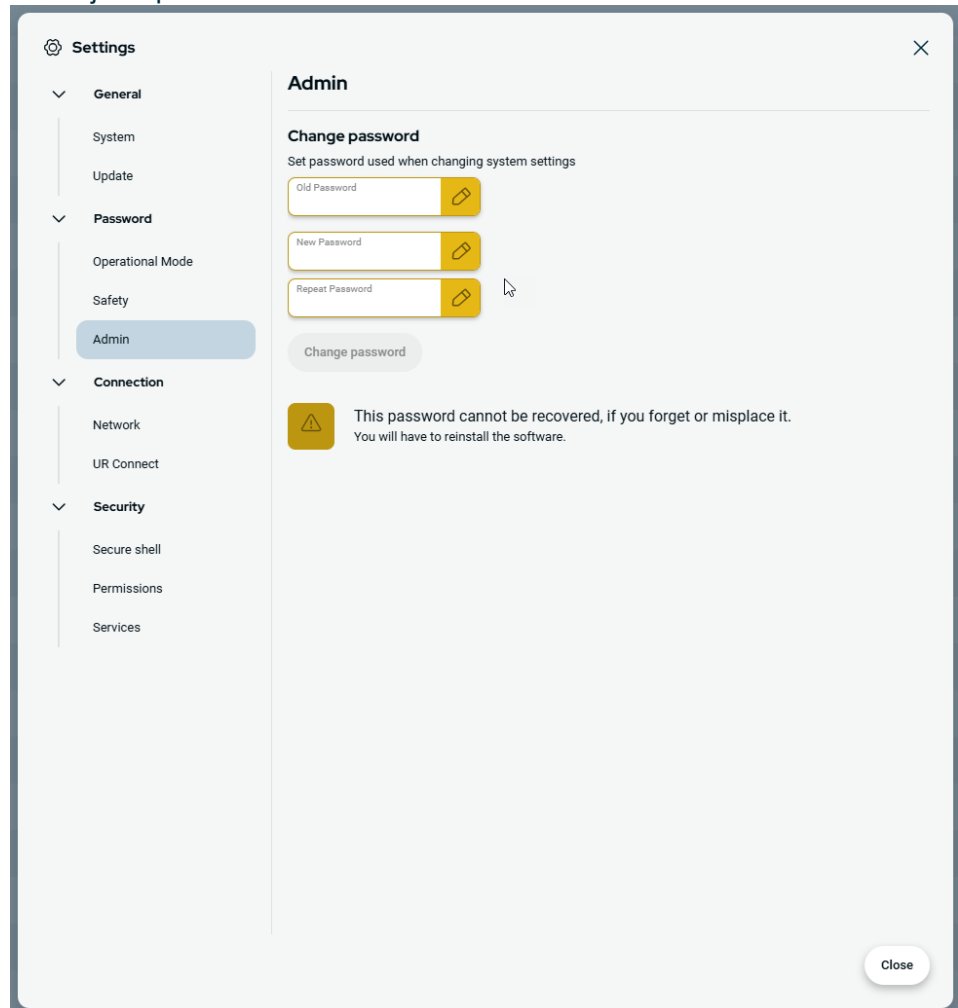 Settings
General
System
Update
Password
Operational Mode
Safety
Admin
Connection
Network
UR Connect
Security
Secure shell
Permissions
Services
Admin
Change password
Set password used when changing system settings
Old Password
New Password
Repeat Password
Change password
This password cannot be recovered, if you forget or misplace it.
You will have to reinstall the software.
Close